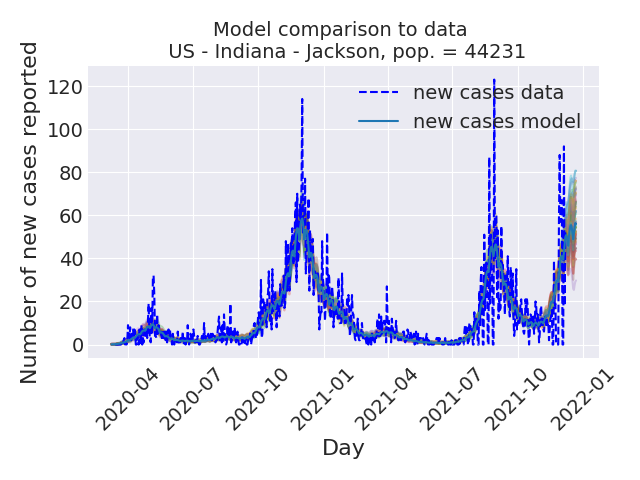 Model comparison to data
US - Indiana - Jackson, pop. = 44231
new cases data
new cases model
Number of new cases reported
120
100
80
60
40
20
0
2020-04
2020-07
2020-10
2021-01
2021-04
2021-07
2021-10
2022-01
Day